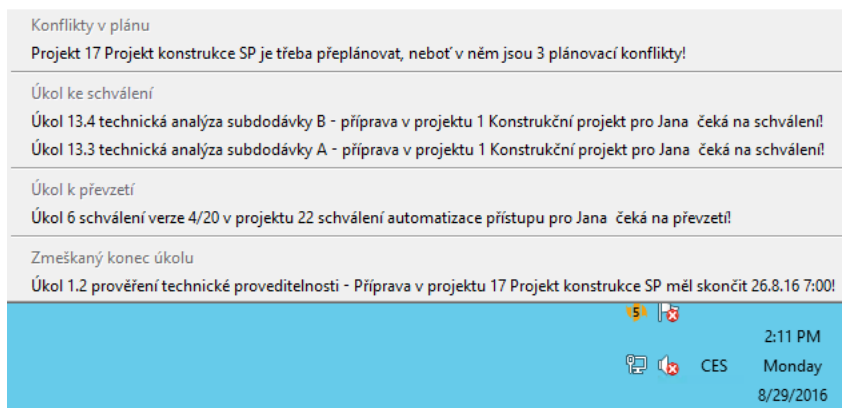 Konflikty v plánu
Projekt 17 Projekt konstrukce SP je třeba přeplánovat, neboť v něm jsou 3 plánovací konflikty!
Úkol ke schválení
Úkol 13.4 technická analýza subdodávky B - příprava v projektu 1 Konstrukční projekt pro Jana  čeká na schválení!
Úkol 13.3 technická analýza subdodávky A - příprava v projektu 1 Konstrukční projekt pro Jana  čeká na schválení!
Úkol k převzetí
Úkol 6 schválení verze 4/20 v projektu 22 schválení automatizace přístupu pro Jana  čeká na převzetí!
Zmeškaný konec úkolu
Úkol 1.2 prověření technické proveditelnosti - Příprava v projektu 17 Projekt konstrukce SP měl skončit 26.8.16 7:00!
5
2:11 PM
CES Monday
8/29/2016